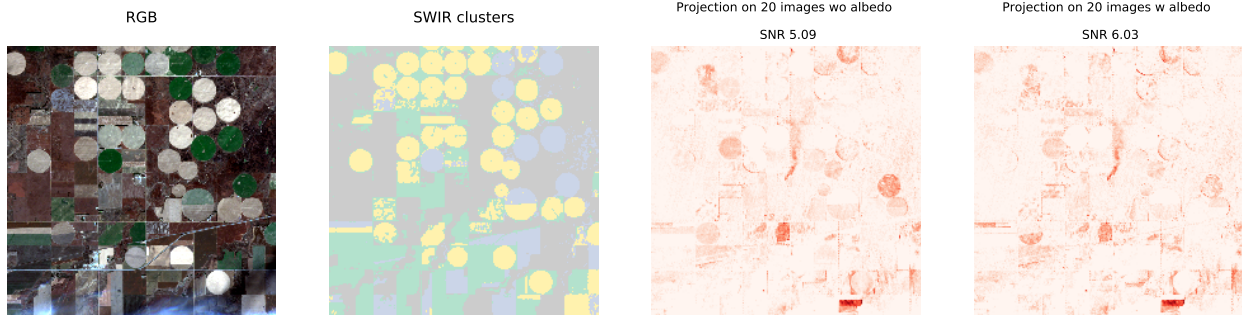 RGB
SWIR clusters
Projection on 20 images wo albedo
SNR 5.09
Projection on 20 images w albedo
SNR 6.03